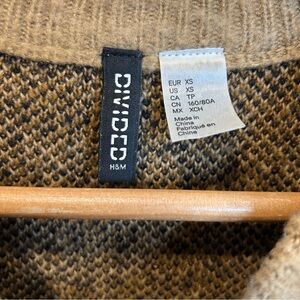 DIVIDED
H&M
EUR XS
US XS
CA TP
CN 160/80A
MX XCH
Made in
China
Fabriqué en
Chine